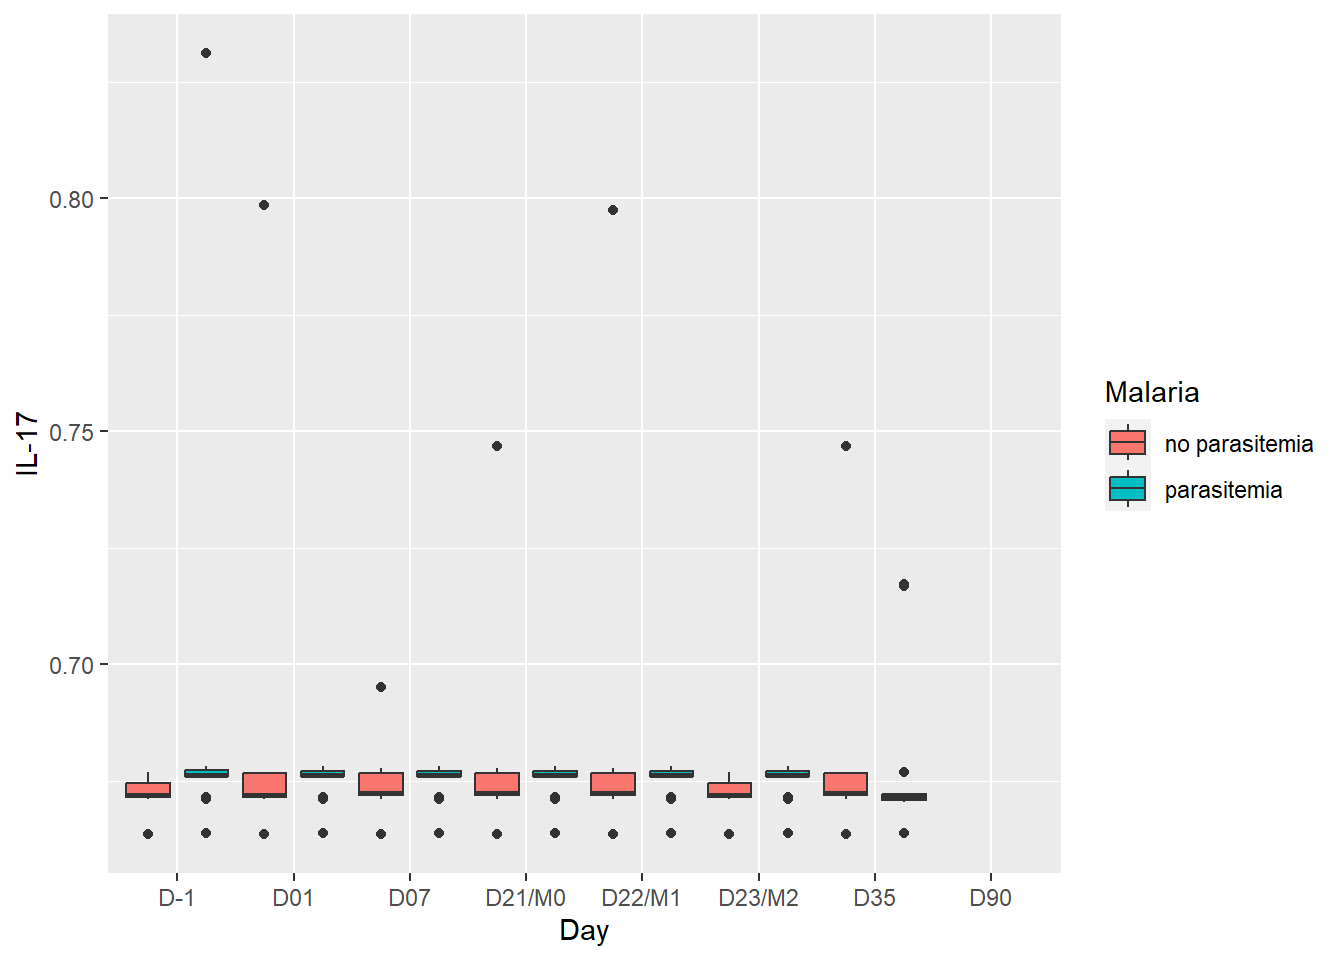 0.80
0.75
0.70
IL-17
D-1 D01 D07 D21/M0 D22/M1 D23/M2 D35 D90
Day
Malaria
no parasitemia
parasitemia